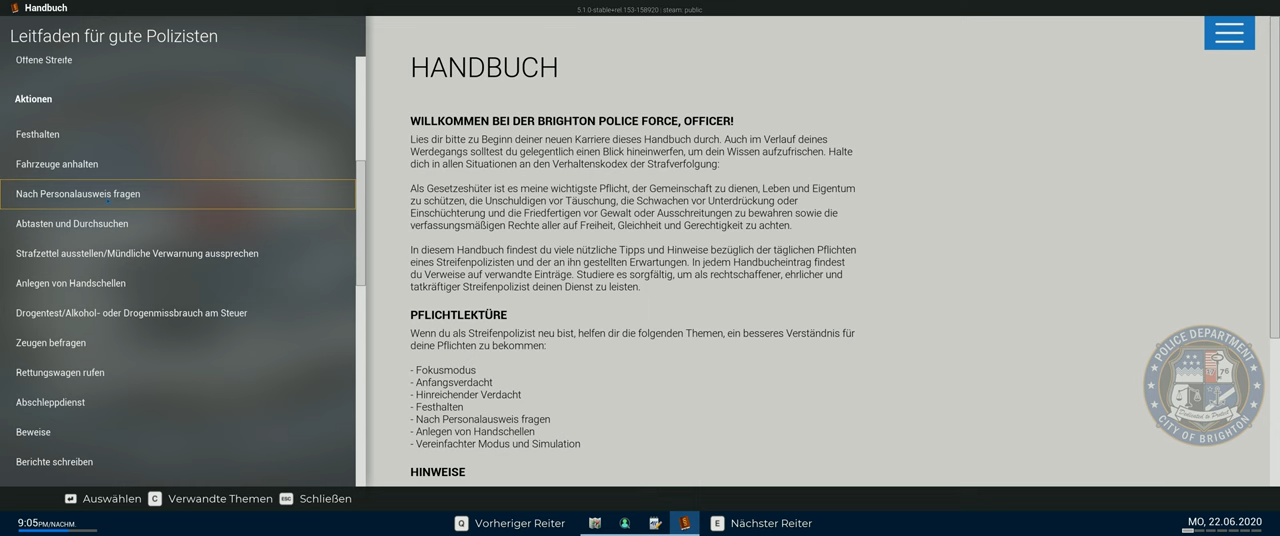 Handbuch
5.1.0-stable+rel.153-158920 | steam: public
Leitfaden für gute Polizisten
Offene Streife
Aktionen
Festhalten
Fahrzeuge anhalten
Nach Personalausweis fragen
Abtasten und Durchsuchen
Strafzettel ausstellen/Mündliche Verwarnung aussprechen
Anlegen von Handschellen
Drogentest/Alkohol- oder Drogenmissbrauch am Steuer
Zeugen befragen
Rettungswagen rufen
Abschleppdienst
Beweise
Berichte schreiben
HANDBUCH
WILLKOMMEN BEI DER BRIGHTON POLICE FORCE, OFFICER!
Lies dir bitte zu Beginn deiner neuen Karriere dieses Handbuch durch. Auch im Verlauf deines
Werdegangs solltest du gelegentlich einen Blick hineinwerfen, um dein Wissen aufzufrischen. Halte
dich in allen Situationen an den Verhaltenskodex der Strafverfolgung:
Als Gesetzeshüter ist es meine wichtigste Pflicht, der Gemeinschaft zu dienen, Leben und Eigentum
zu schützen, die Unschuldigen vor Täuschung, die Schwachen vor Unterdrückung oder
Einschüchterung und die Friedfertigen vor Gewalt oder Ausschreitungen zu bewahren sowie die
verfassungsmäßigen Rechte aller auf Freiheit, Gleichheit und Gerechtigkeit zu achten.
In diesem Handbuch findest du viele nützliche Tipps und Hinweise bezüglich der täglichen Pflichten
eines Streifenpolizisten und der an ihn gestellten Erwartungen. In jedem Handbucheintrag findest
du Verweise auf verwandte Einträge. Studiere es sorgfältig, um als rechtschaffener, ehrlicher und
tatkräftiger Streifenpolizist deinen Dienst zu leisten.
PFLICHTLEKTÜRE
Wenn du als Streifenpolizist neu bist, helfen dir die folgenden Themen, ein besseres Verständnis für
deine Pflichten zu bekommen:
- Fokusmodus
- Anfangsverdacht
- Hinreichender Verdacht
- Festhalten
- Nach Personalausweis fragen
- Anlegen von Handschellen
- Vereinfachter Modus und Simulation
HINWEISE
POLICE DEPARTMENT
17 76
Dedicated to Protect
CITY OF BRIGHTON
Auswählen C Verwandte Themen ESC Schließen
9:05PM/NACHM.
Q Vorheriger Reiter
E Nächster Reiter
MO, 22.06.2020